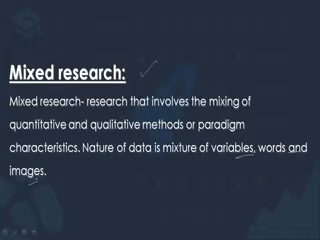 Mixed research:
Mixed research- research that involves the mixing of
quantitative and qualitative methods or paradigm
characteristics. Nature of data is mixture of variables, words and
images.